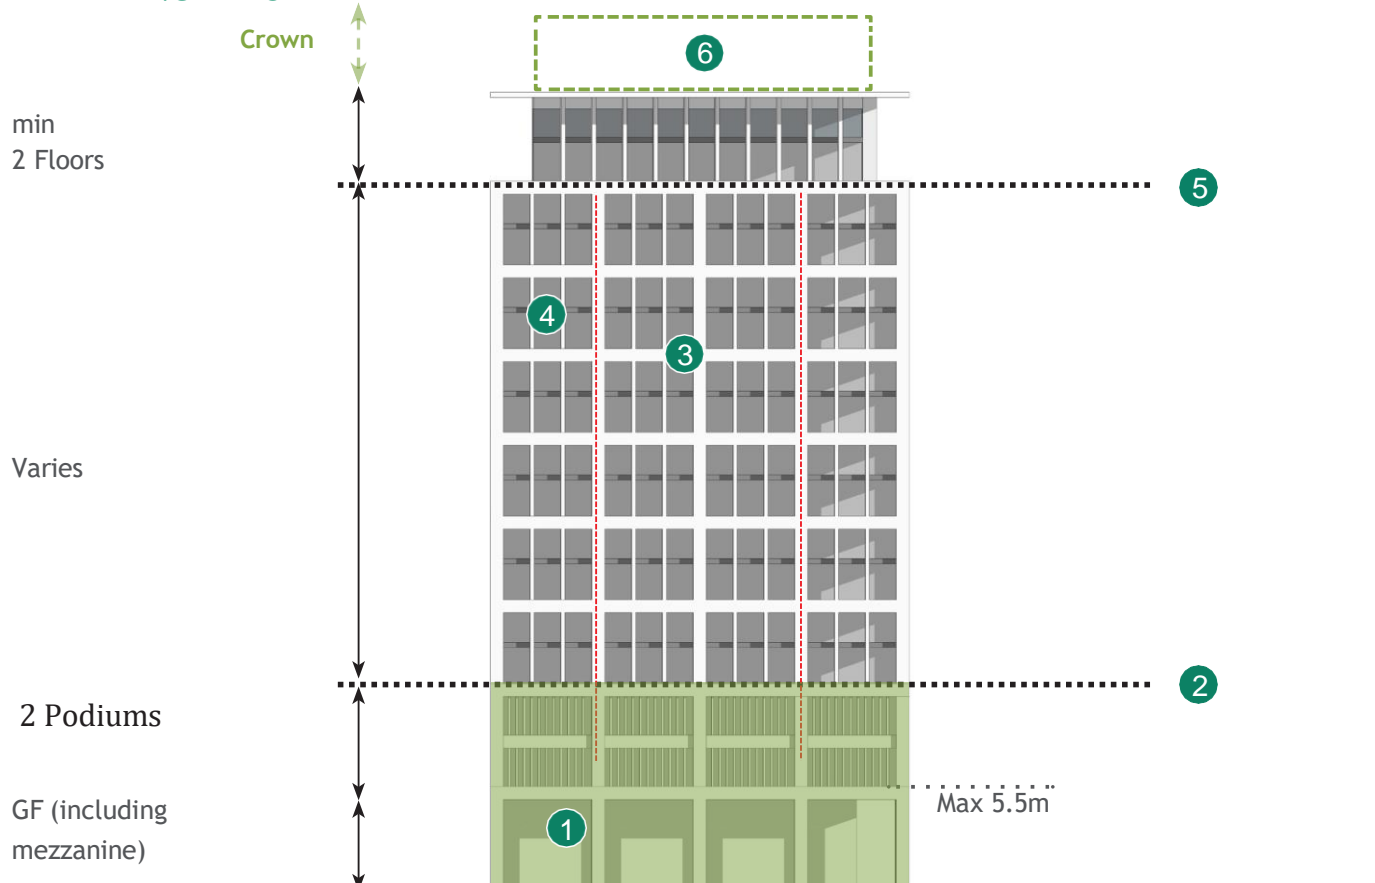 Crown
6
min
2 Floors
5
4
3
Varies
2
2 Podiums
Max 5.5m
GF (including
mezzanine)
1